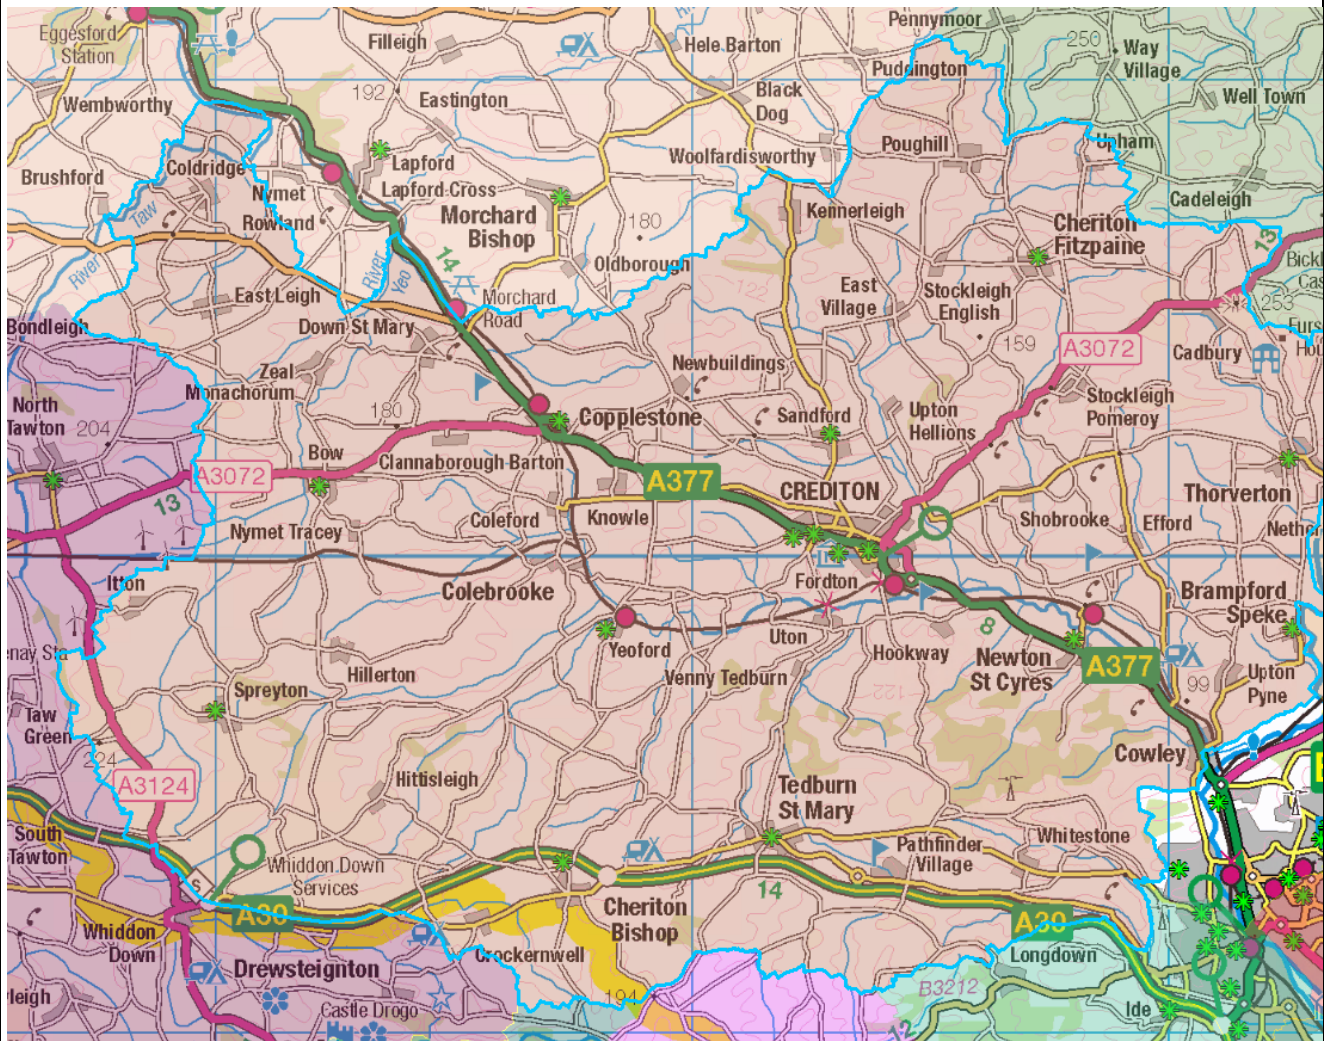 Eggesford
Station
Filleigh
Hele Barton
Pennymoor
Puddington
250
Way
Village
Well Town
Wembworthy
192
Eastington
Black
Dog
Woolfardisworthy
Poughill
Upham
Cadeleigh
Brushford
Coldridge
Lapford
Nymet
Rowland
Lapford Cross
Morchard
Bishop
180
Kennerleigh
Cheriton
Fitzpaine
13
River
Taw
River
Yeo
14
Oldborough
East Leigh
Morchard
Road
East
Village
Stockleigh
English
253
Bondleigh
Down St Mary
159
A3072
Cadbury
Zeal
Monachorum
Newbuildings
Stockleigh
Pomeroy
North
Tawton
204
180
Copplestone
Sandford
Upton
Hellions
Bow
A3072
13
Clannaborough Barton
A377
CREDITON
Thorverton
Nymet Tracey
Coleford
Knowle
Shobrooke
Efford
Itton
Colebrooke
Fordton
Brampford
Speke
Uton
8
Yeoford
Hookway
Newton
St Cyres
A377
Hillerton
Venny Tedburn
122
99
Upton
Pyne
Spreyton
Taw
Green
224
Cowley
A3124
Hittisleigh
Tedburn
St Mary
South
Tawton
Whiddon Down
Services
S
Pathfinder
Village
Whitestone
14
A30
Cheriton
Bishop
A30
Whiddon
Down
Crockernwell
Longdown
Drewsteignton
194
B3212
Castle Drogo
Ide
12